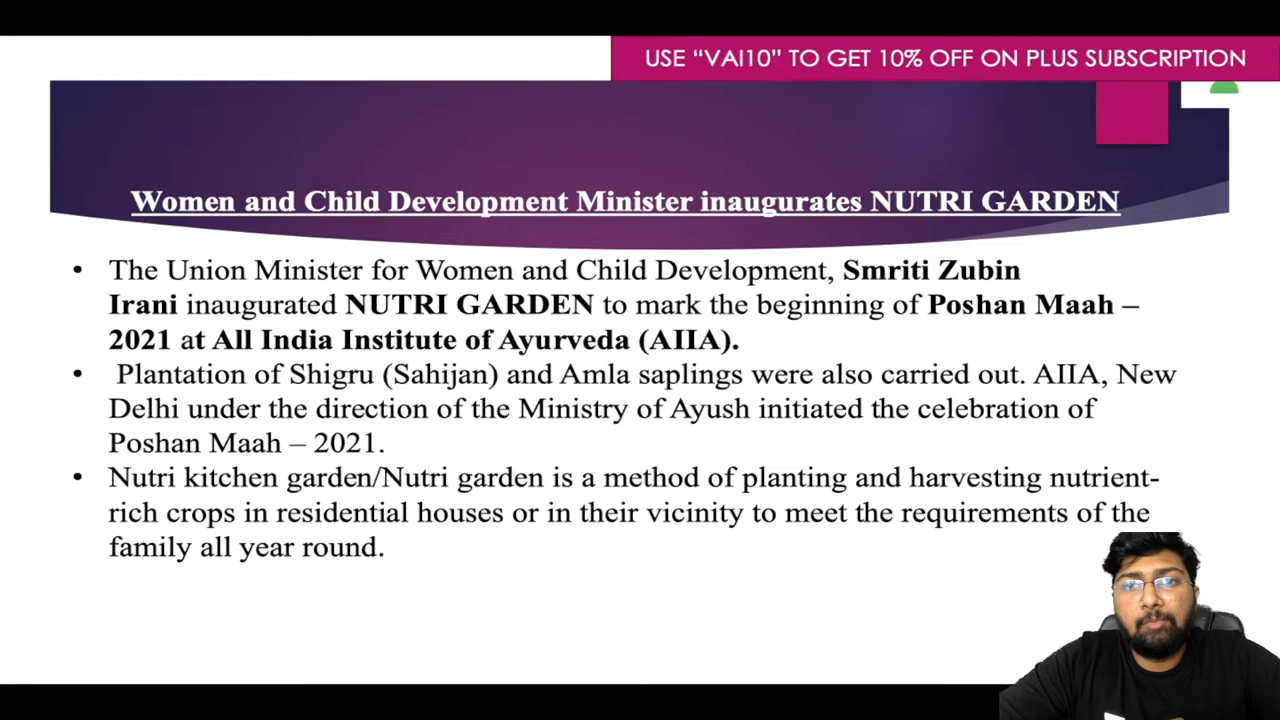 USE “VAI10” TO GET 10% OFF ON PLUS SUBSCRIPTION
Women and Child Development Minister inaugurates NUTRI GARDEN
• The Union Minister for Women and Child Development, Smriti Zubin
Irani inaugurated NUTRI GARDEN to mark the beginning of Poshan Maah –
2021 at All India Institute of Ayurveda (AIIA).
• Plantation of Shigru (Sahijan) and Amla saplings were also carried out. AIIA, New
Delhi under the direction of the Ministry of Ayush initiated the celebration of
Poshan Maah – 2021.
• Nutri kitchen garden/Nutri garden is a method of planting and harvesting nutrient-
rich crops in residential houses or in their vicinity to meet the requirements of the
family all year round.